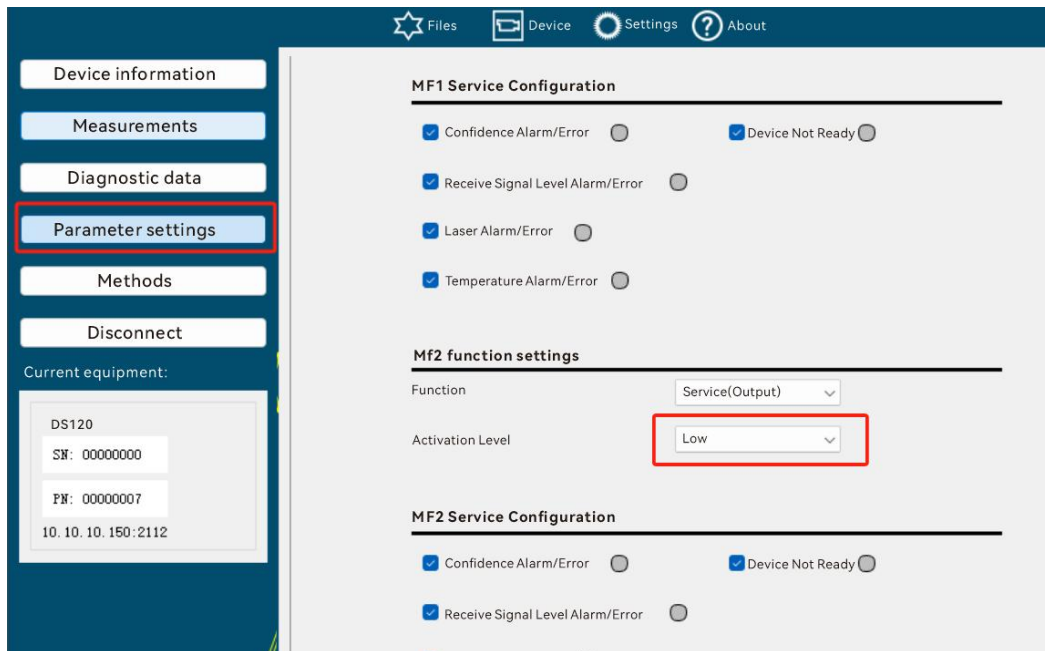 Files Device Settings ? About
Device information
Measurements
Diagnostic data
Parameter settings
Methods
Disconnect
Current equipment:
DS120
SN: 00000000
PN: 00000007
10.10.10.150:2112
MF1 Service Configuration
Confidence Alarm/Error Device Not Ready
Receive Signal Level Alarm/Error
Laser Alarm/Error
Temperature Alarm/Error
Mf2 function settings
Function Service(Output)
Activation Level Low
MF2 Service Configuration
Confidence Alarm/Error Device Not Ready
Receive Signal Level Alarm/Error